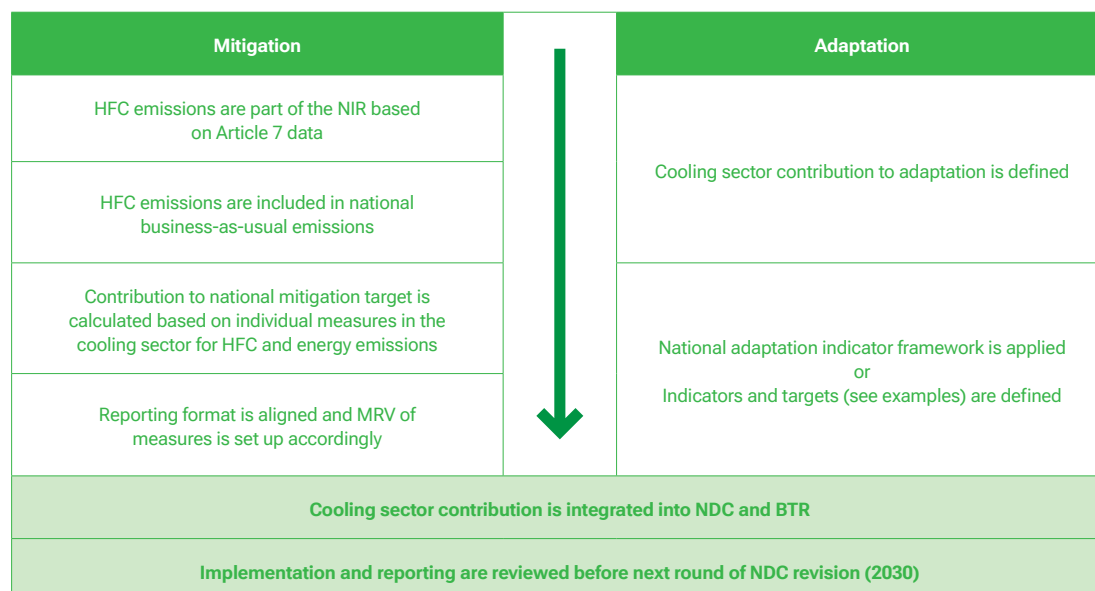 Mitigation
HFC emissions are part of the NIR based
on Article 7 data
HFC emissions are included in national
business-as-usual emissions
Contribution to national mitigation target is
calculated based on individual measures in the
cooling sector for HFC and energy emissions
Reporting format is aligned and MRV of
measures is set up accordingly
Adaptation
Cooling sector contribution to adaptation is defined
National adaptation indicator framework is applied
or
Indicators and targets (see examples) are defined
Cooling sector contribution is integrated into NDC and BTR
Implementation and reporting are reviewed before next round of NDC revision (2030)